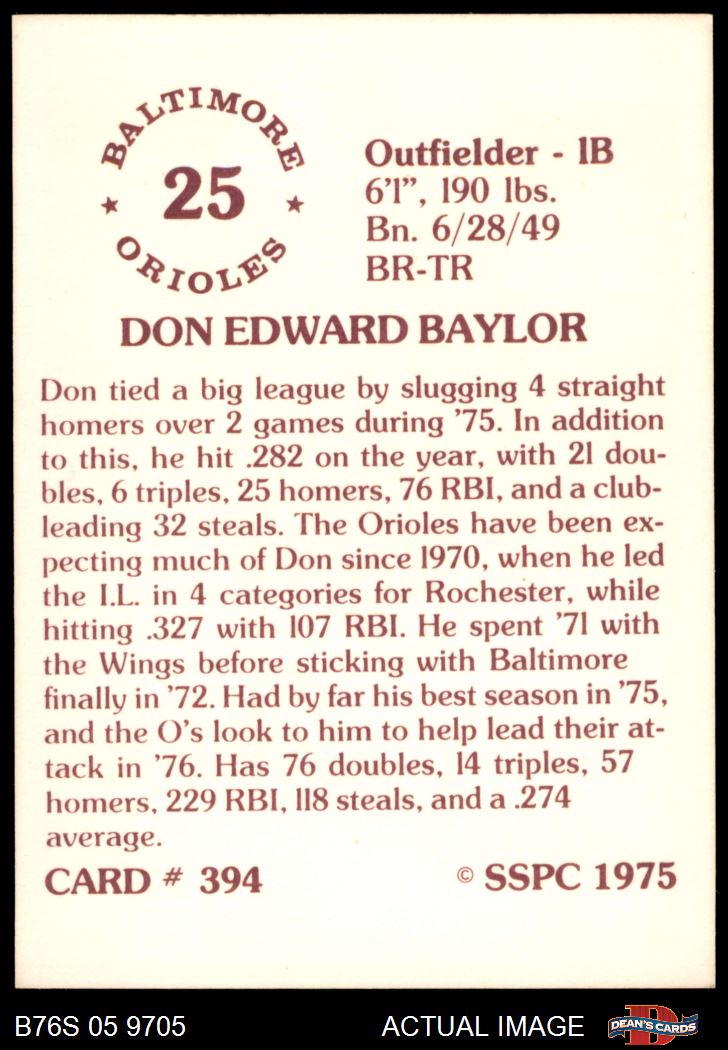 BALTIMORE
25
ORIOLES
Outfielder - 1B
6'1”, 190 lbs.
Bn. 6/28/49
BR-TR
DON EDWARD BAYLOR
Don tied a big league by slugging 4 straight
homers over 2 games during ’75. In addition
to this, he hit .282 on the year, with 21 dou-
bles, 6 triples, 25 homers, 76 RBI, and a club-
leading 32 steals. The Orioles have been ex-
pecting much of Don since 1970, when he led
the I.L. in 4 categories for Rochester, while
hitting .327 with 107 RBI. He spent ’71 with
the Wings before sticking with Baltimore
finally in ’72. Had by far his best season in ’75,
and the O’s look to him to help lead their at-
tack in ’76. Has 76 doubles, 14 triples, 57
homers, 229 RBI, 118 steals, and a .274
average.
CARD # 394
© SSPC 1975
B76S 05 9705
ACTUAL IMAGE
D
DEAN'S CARDS